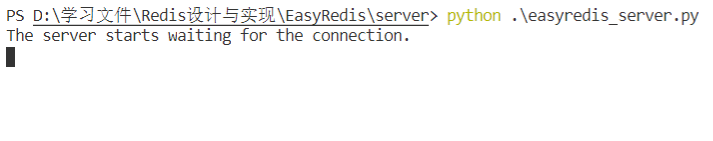 PS D:\学习文件\Redis设计与实现\EasyRedis\server> python .\easyredis_server.py
The server starts waiting for the connection.